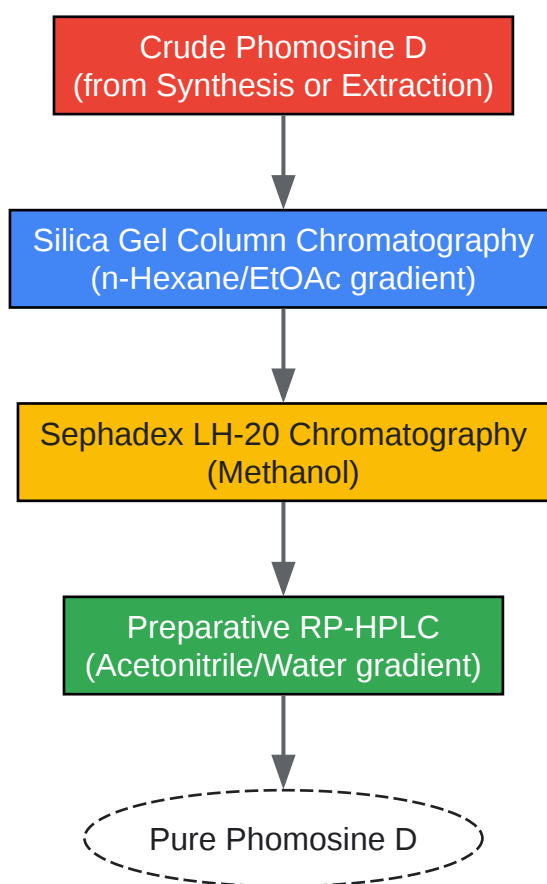 Crude Phomosine D
(from Synthesis or Extraction)
Silica Gel Column Chromatography
(n-Hexane/EtOAc gradient)
Sephadex LH-20 Chromatography
(Methanol)
Preparative RP-HPLC
(Acetonitrile/Water gradient)
Pure Phomosine D